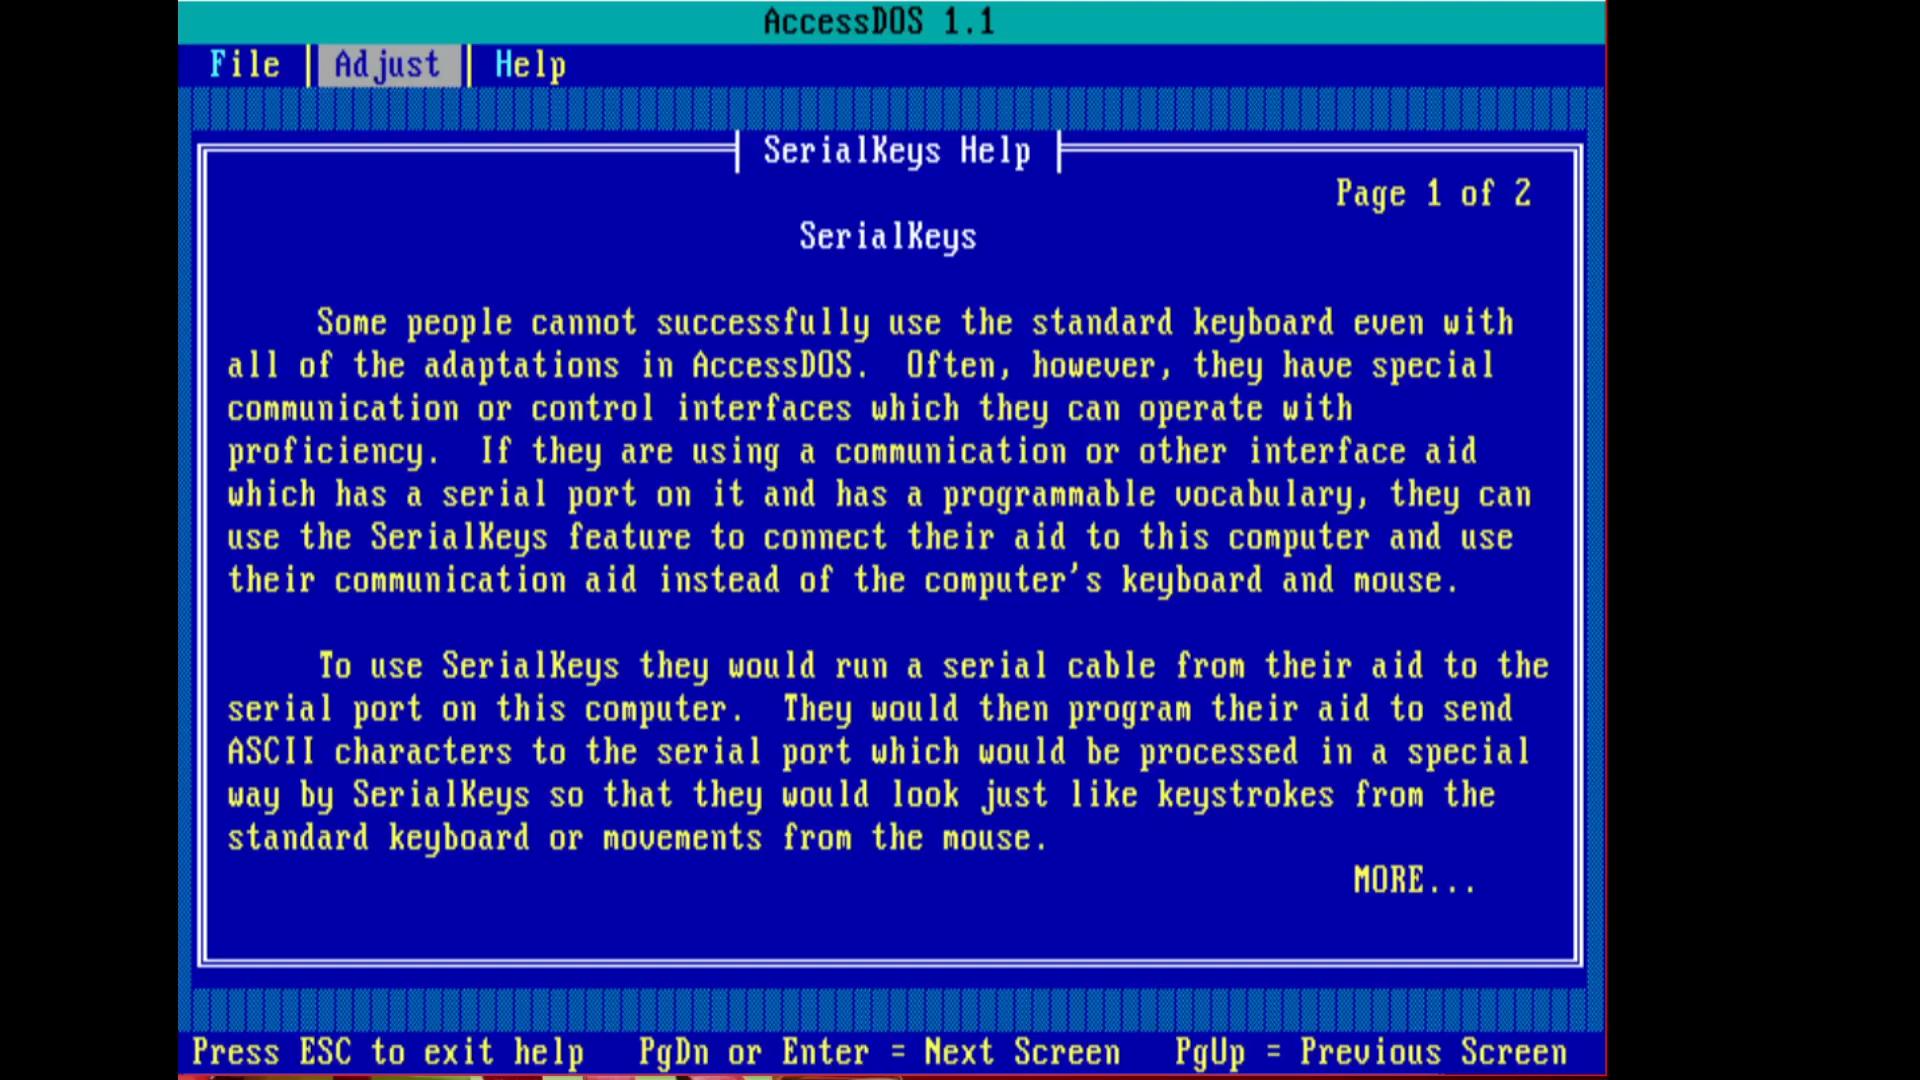 AccessDOS 1.1
File | Adjust | Help
SerialKeys Help
Page 1 of 2
SerialKeys
Some people cannot successfully use the standard keyboard even with
all of the adaptations in AccessDOS.  Often, however, they have special
communication or control interfaces which they can operate with
proficiency.  If they are using a communication or other interface aid
which has a serial port on it and has a programmable vocabulary, they can
use the SerialKeys feature to connect their aid to this computer and use
their communication aid instead of the computer's keyboard and mouse.
To use SerialKeys they would run a serial cable from their aid to the
serial port on this computer.  They would then program their aid to send
ASCII characters to the serial port which would be processed in a special
way by SerialKeys so that they would look just like keystrokes from the
standard keyboard or movements from the mouse.
MORE...
Press ESC to exit help   PgDn or Enter = Next Screen   PgUp = Previous Screen